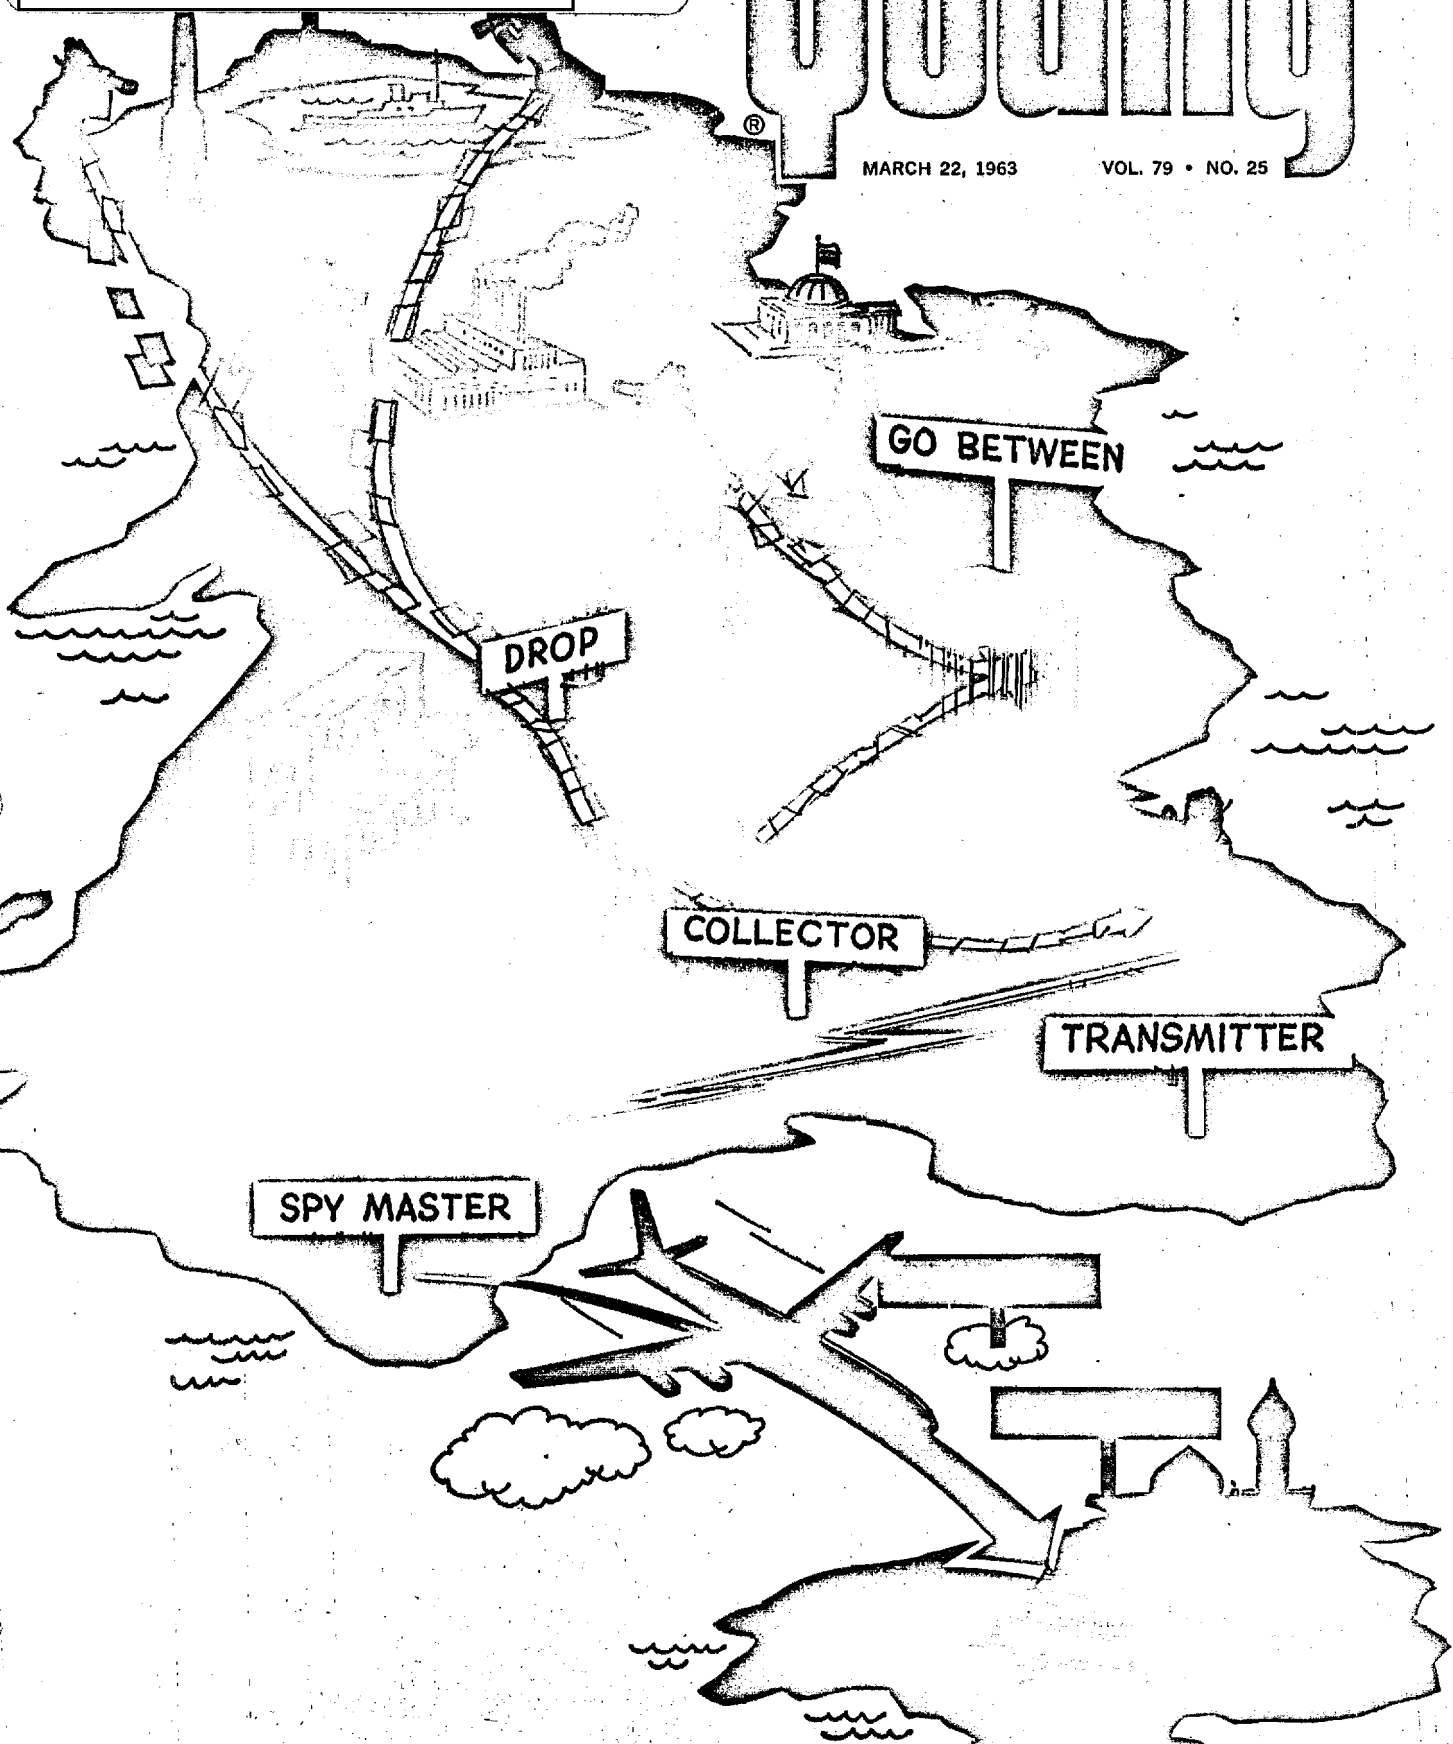 ®
MARCH 22, 1963 VOL. 79 • NO. 25
GO BETWEEN
DROP
COLLECTOR
TRANSMITTER
SPY MASTER